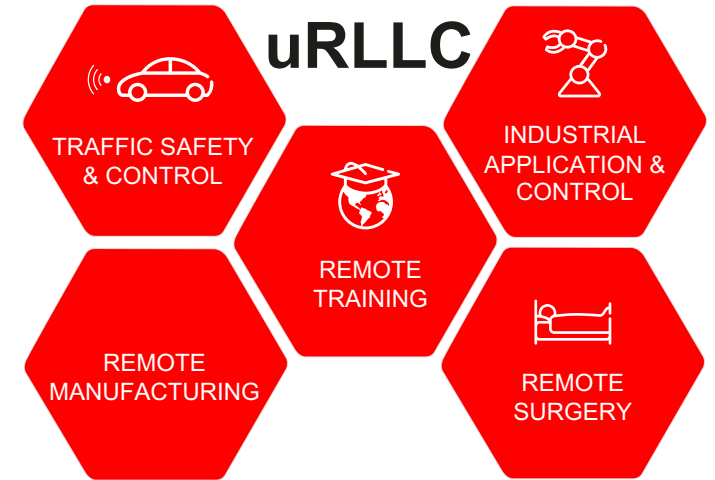 uRLLC
TRAFFIC SAFETY
& CONTROL
INDUSTRIAL
APPLICATION &
CONTROL
REMOTE
TRAINING
REMOTE
MANUFACTURING
REMOTE
SURGERY